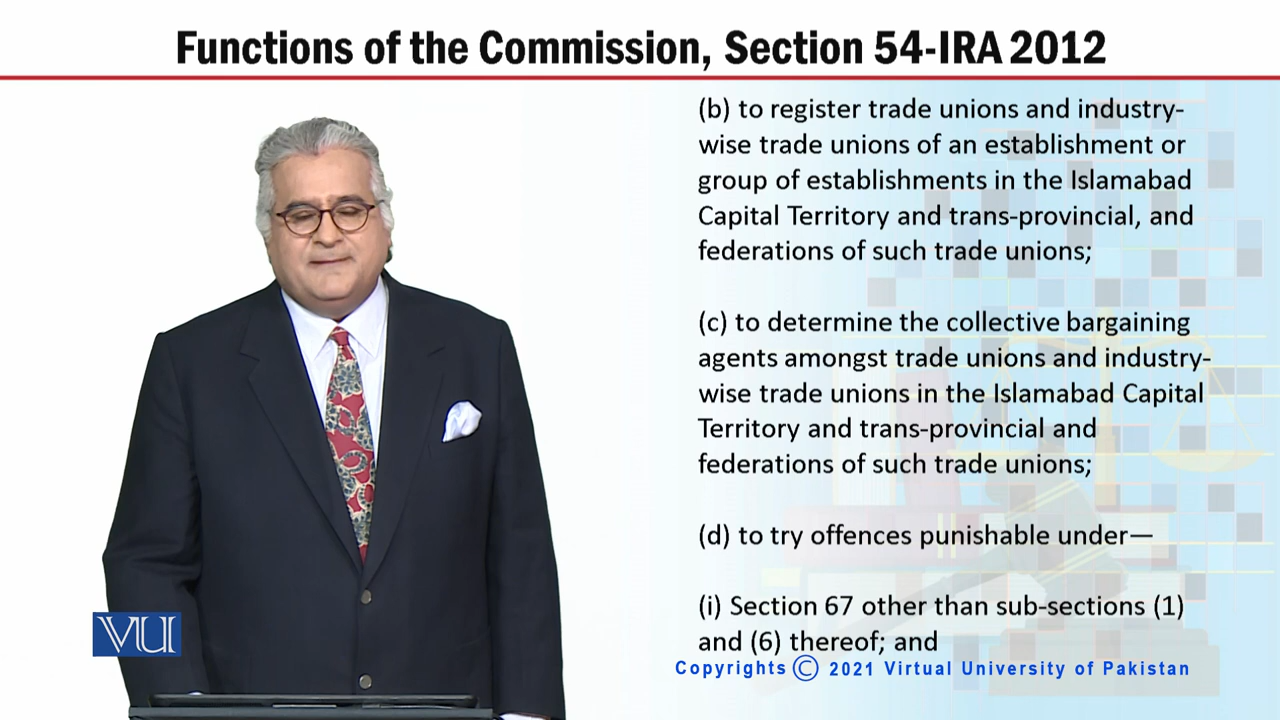 Functions of the Commission, Section 54-IRA 2012
(b) to register trade unions and industry-
wise trade unions of an establishment or
group of establishments in the Islamabad
Capital Territory and trans-provincial, and
federations of such trade unions;
(c) to determine the collective bargaining
agents amongst trade unions and industry-
wise trade unions in the Islamabad Capital
Territory and trans-provincial and
federations of such trade unions;
(d) to try offences punishable under—
(i) Section 67 other than sub-sections (1)
and (6) thereof; and
VU
Copyrights © 2021 Virtual University of Pakistan